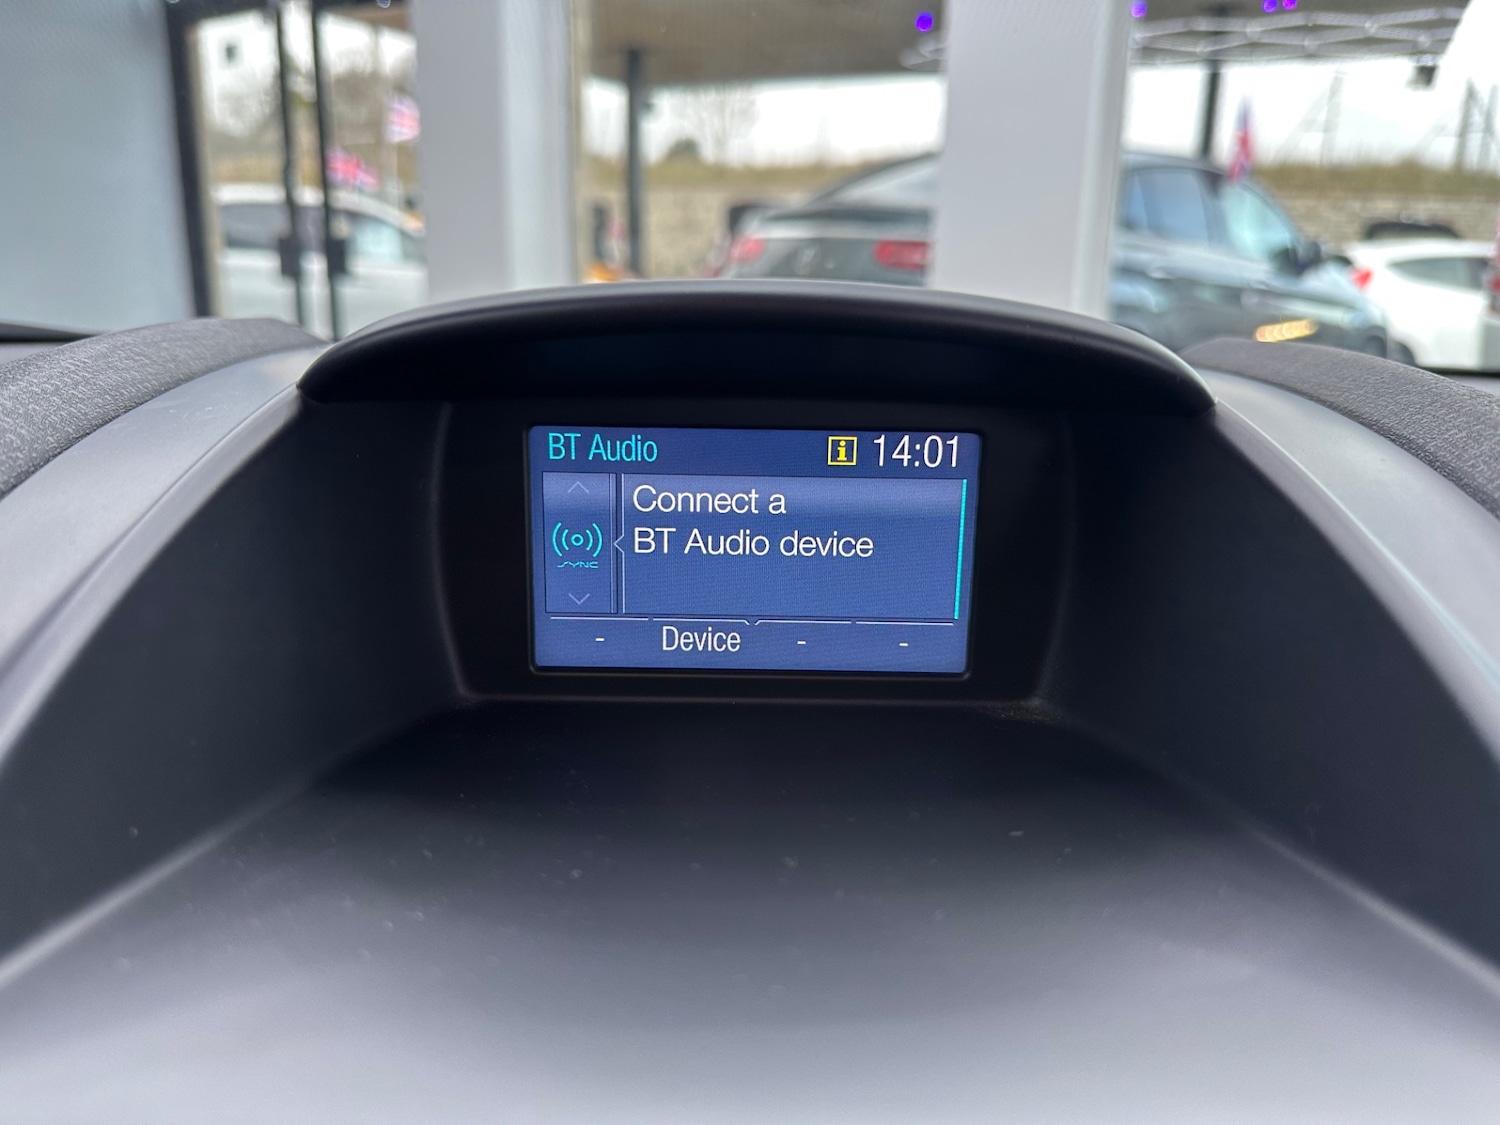 BT Audio i 14:01
Connect a
BT Audio device
SYNC
- Device - -